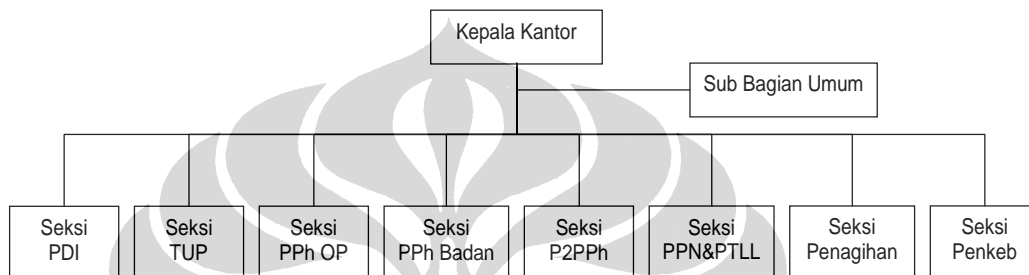 Kepala Kantor
Sub Bagian Umum
Seksi
PDI
Seksi
TUP
Seksi
PPh OP
Seksi
PPh Badan
Seksi
P2PPh
Seksi
PPN&PTLL
Seksi
Penagihan
Seksi
Penkeb